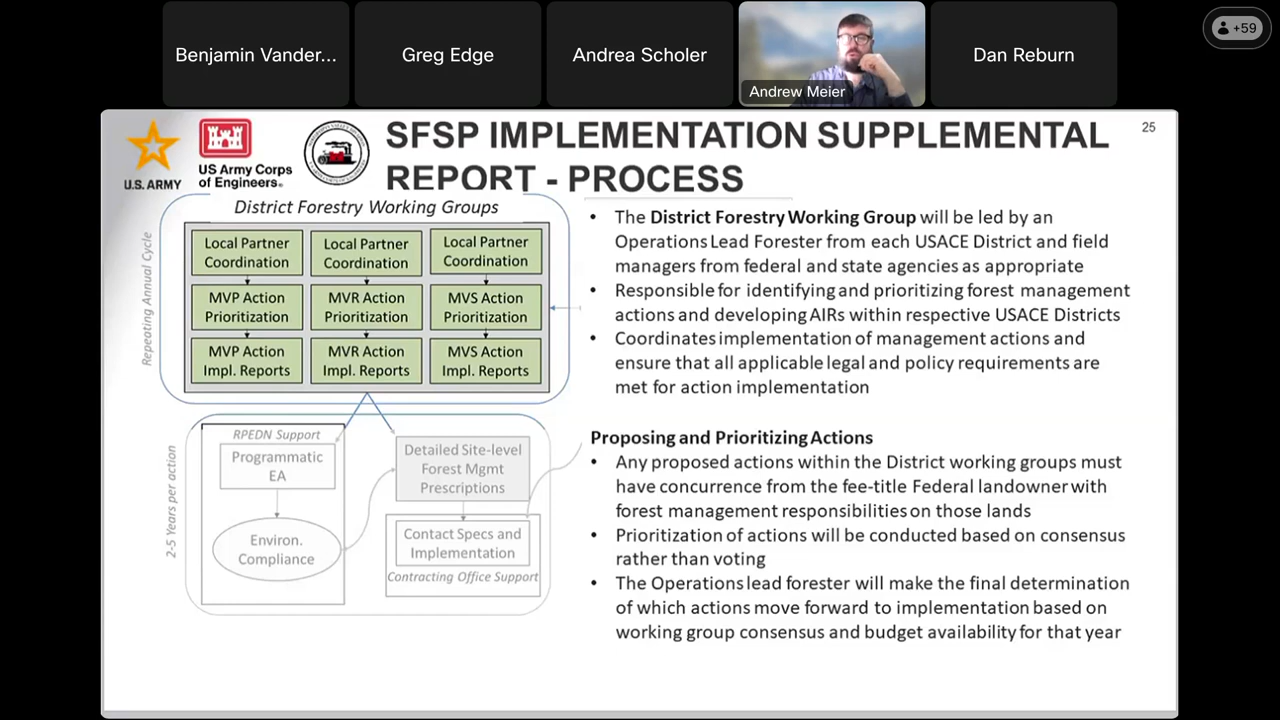 Benjamin Vander...
Greg Edge
Andrea Scholer
Andrew Meier
Dan Reburn
+59
U.S. ARMY
US Army Corps
of Engineers®
SFSP IMPLEMENTATION SUPPLEMENTAL
REPORT - PROCESS
25
District Forestry Working Groups
Repeating Annual Cycle
Local Partner
Coordination
Local Partner
Coordination
Local Partner
Coordination
MVP Action
Prioritization
MVR Action
Prioritization
MVS Action
Prioritization
MVP Action
Impl. Reports
MVR Action
Impl. Reports
MVS Action
Impl. Reports
2-5 Years per action
RPEDN Support
Programmatic
EA
Environ.
Compliance
Detailed Site-level
Forest Mgmt
Prescriptions
Contact Specs and
Implementation
Contracting Office Support
• The District Forestry Working Group will be led by an
Operations Lead Forester from each USACE District and field
managers from federal and state agencies as appropriate
• Responsible for identifying and prioritizing forest management
actions and developing AIRs within respective USACE Districts
• Coordinates implementation of management actions and
ensure that all applicable legal and policy requirements are
met for action implementation
Proposing and Prioritizing Actions
• Any proposed actions within the District working groups must
have concurrence from the fee-title Federal landowner with
forest management responsibilities on those lands
• Prioritization of actions will be conducted based on consensus
rather than voting
• The Operations lead forester will make the final determination
of which actions move forward to implementation based on
working group consensus and budget availability for that year